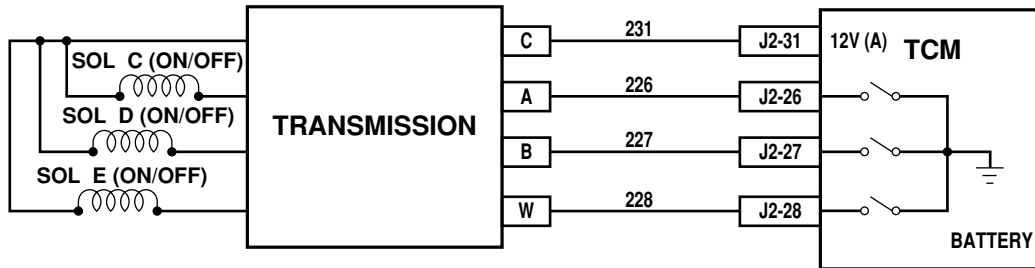 C 231 J2-31 12V (A) TCM
SOL C (ON/OFF)
A 226 J2-26
SOL D (ON/OFF)
TRANSMISSION
B 227 J2-27
SOL E (ON/OFF)
W 228 J2-28
BATTERY